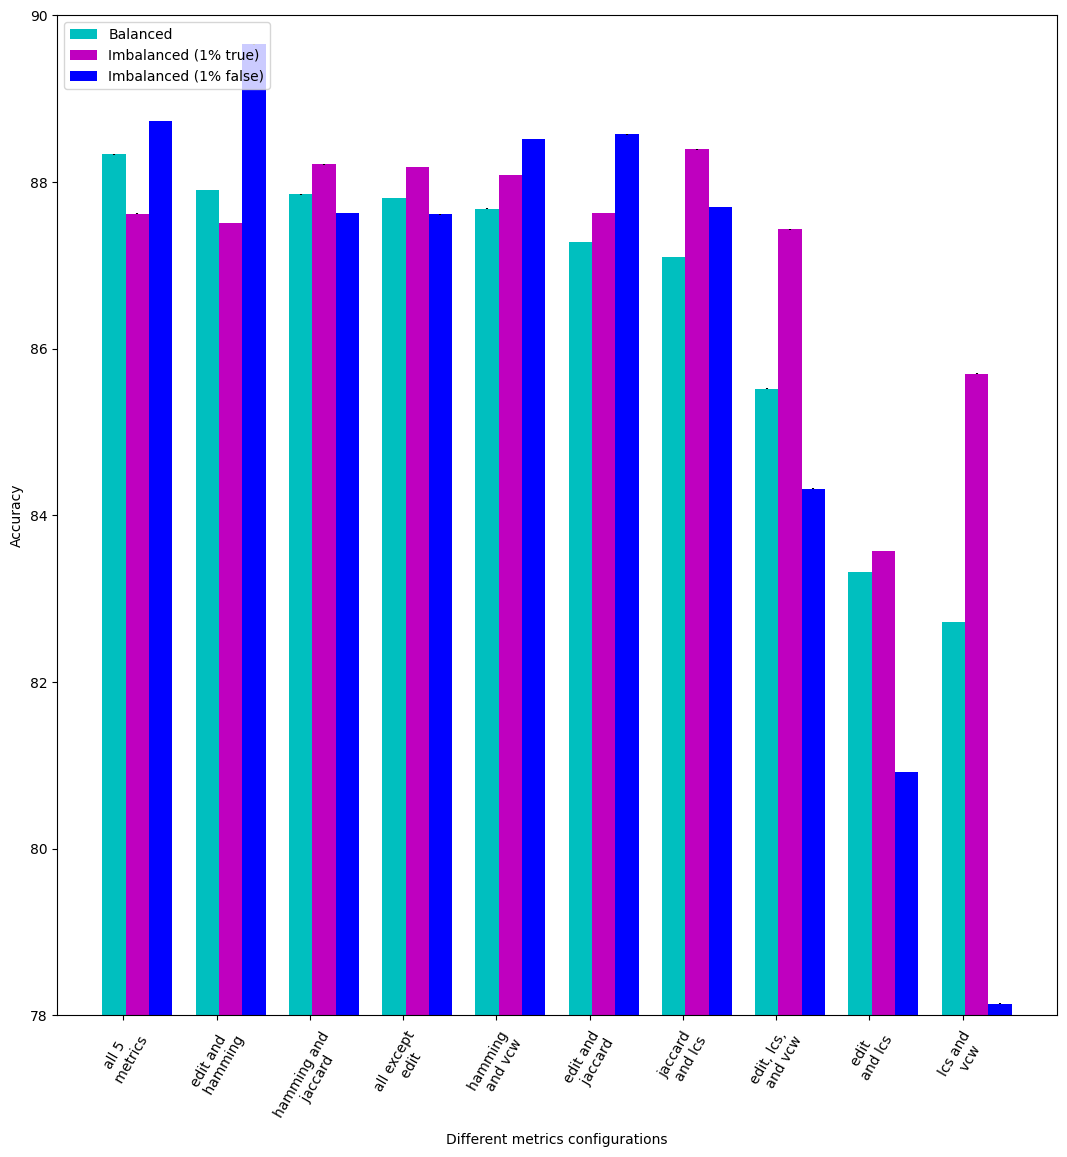 90
88
86
84
82
80
78
Accuracy
Balanced
Imbalanced (1% true)
Imbalanced (1% false)
all 5
metrics
edit and
hamming
hamming and
jaccard
all except
edit
hamming
and vcw
edit and
jaccard
jaccard
and lcs
edit, lcs,
and vcw
edit
and lcs
lcs and
vcw
Different metrics configurations